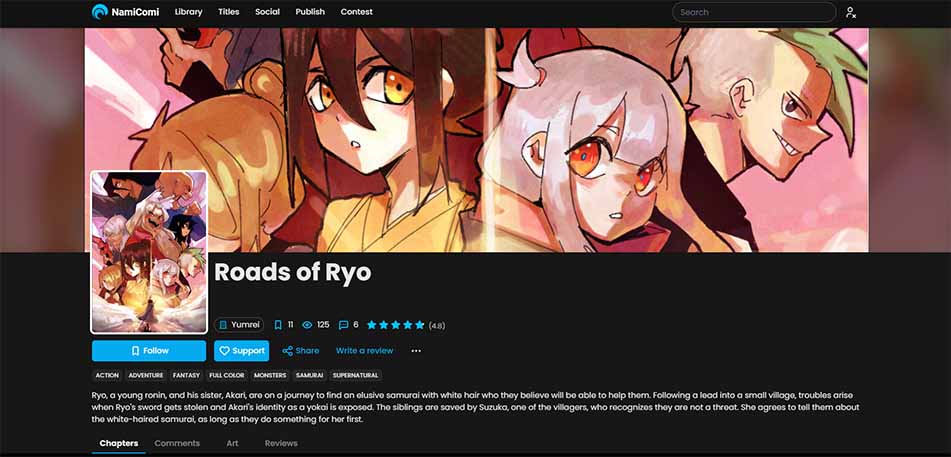 NamiComi Library Titles Social Publish Contest Search
Roads of Ryo
Yumrei 11 125 6 (4.8)
Follow Support Share Write a review ...
ACTION ADVENTURE FANTASY FULL COLOR MONSTERS SAMURAI SUPERNATURAL
Ryo, a young ronin, and his sister, Akari, are on a journey to find an elusive samurai with white hair who they believe will be able to help them. Following a lead into a small village, troubles arise
when Ryo's sword gets stolen and Akari's identity as a yokai is exposed. The siblings are saved by Suzuka, one of the villagers, who recognizes they are not a threat. She agrees to tell them about
the white-haired samurai, as long as they do something for her first.
Chapters Comments Art Reviews